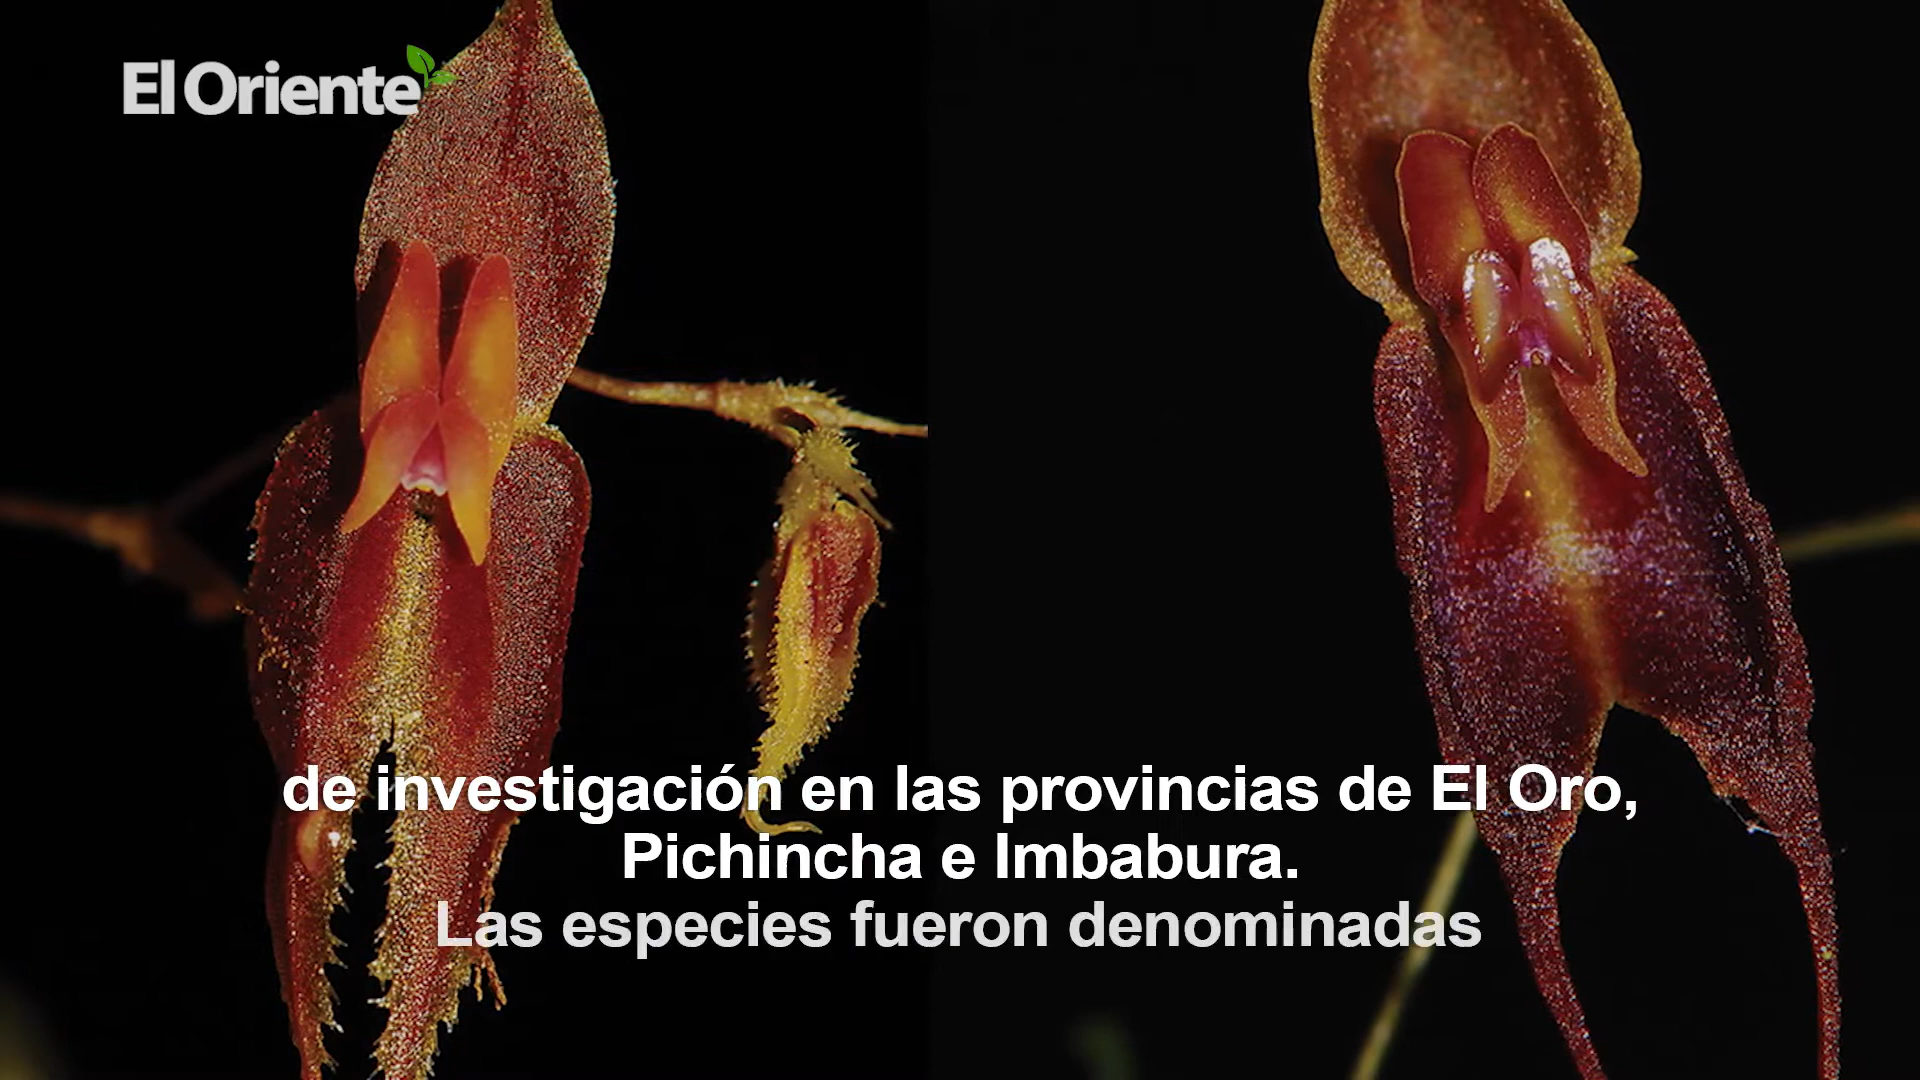 El Oriente
de investigación en las provincias de El Oro,
Pichincha e Imbabura.
Las especies fueron denominadas